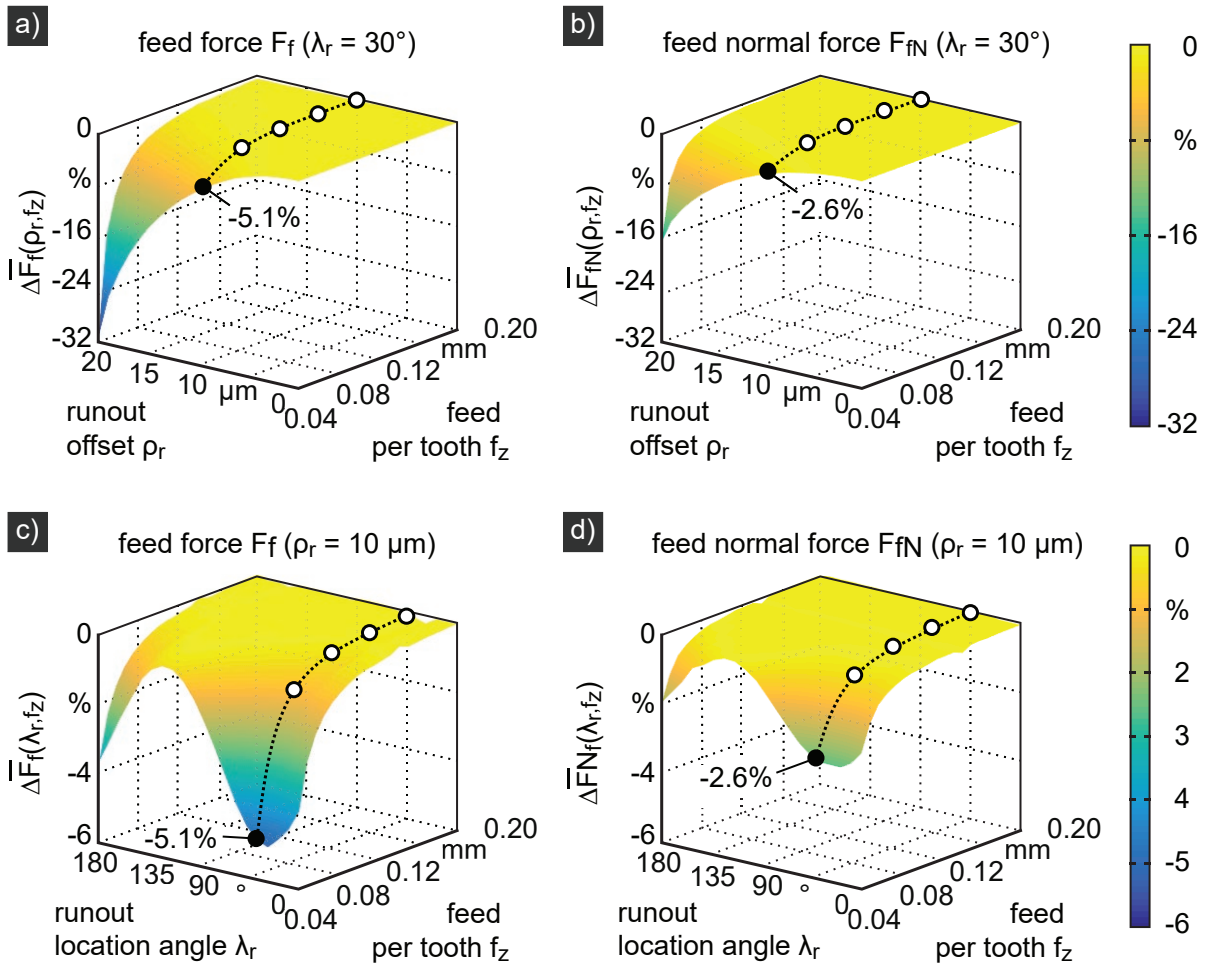 a)
feed force Ff (λr = 30°)
0
%
-16
-24
-32
ΔFf(ρr,fz)
-5.1%
20
15
10
μm
0
runout
offset ρr
0.04
0.08
0.12
mm
0.20
feed
per tooth fz
b)
feed normal force FfN (λr = 30°)
0
%
-16
-24
-32
ΔFfN(ρr,fz)
-2.6%
20
15
10
μm
0
runout
offset ρr
0.04
0.08
0.12
mm
0.20
feed
per tooth fz
0
%
-16
-24
-32
c)
feed force Ff (ρr = 10 μm)
0
%
-4
-6
ΔFf(λr,fz)
-5.1%
180
135
90
°
0
runout
location angle λr
0.04
0.08
0.12
mm
0.20
feed
per tooth fz
d)
feed normal force FfN (ρr = 10 μm)
0
%
-4
-6
ΔFNf(λr,fz)
-2.6%
180
135
90
°
0
runout
location angle λr
0.04
0.08
0.12
mm
0.20
feed
per tooth fz
0
%
2
3
4
-5
-6